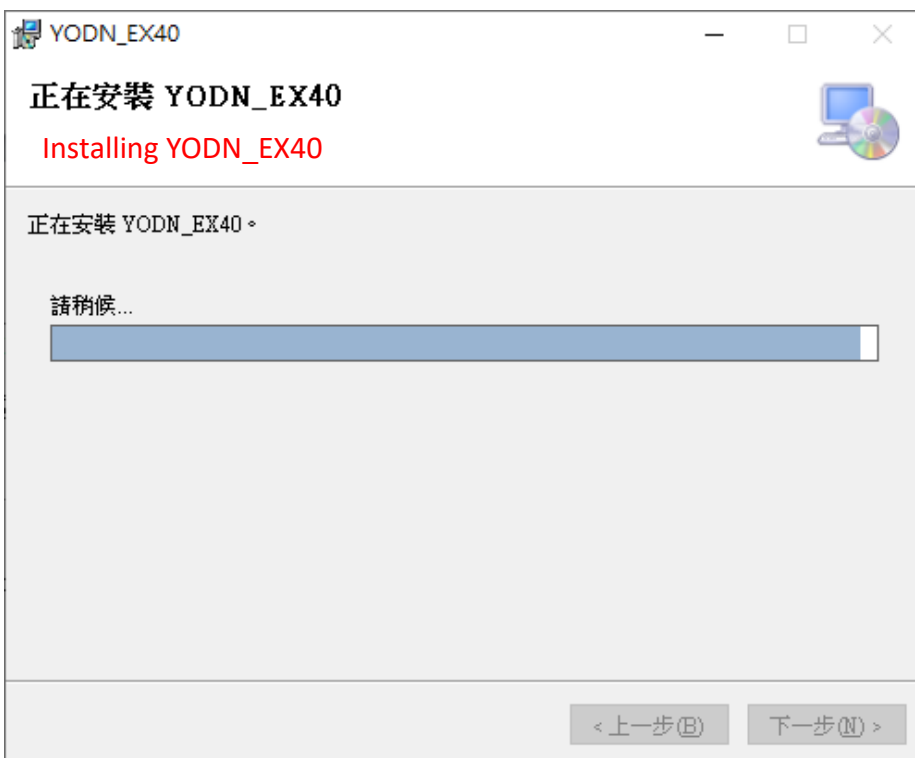 YODN_EX40
正在安裝 YODN_EX40
Installing YODN_EX40
正在安裝 YODN_EX40。
請稍候...
< 上一步(B)
下一步(N) >